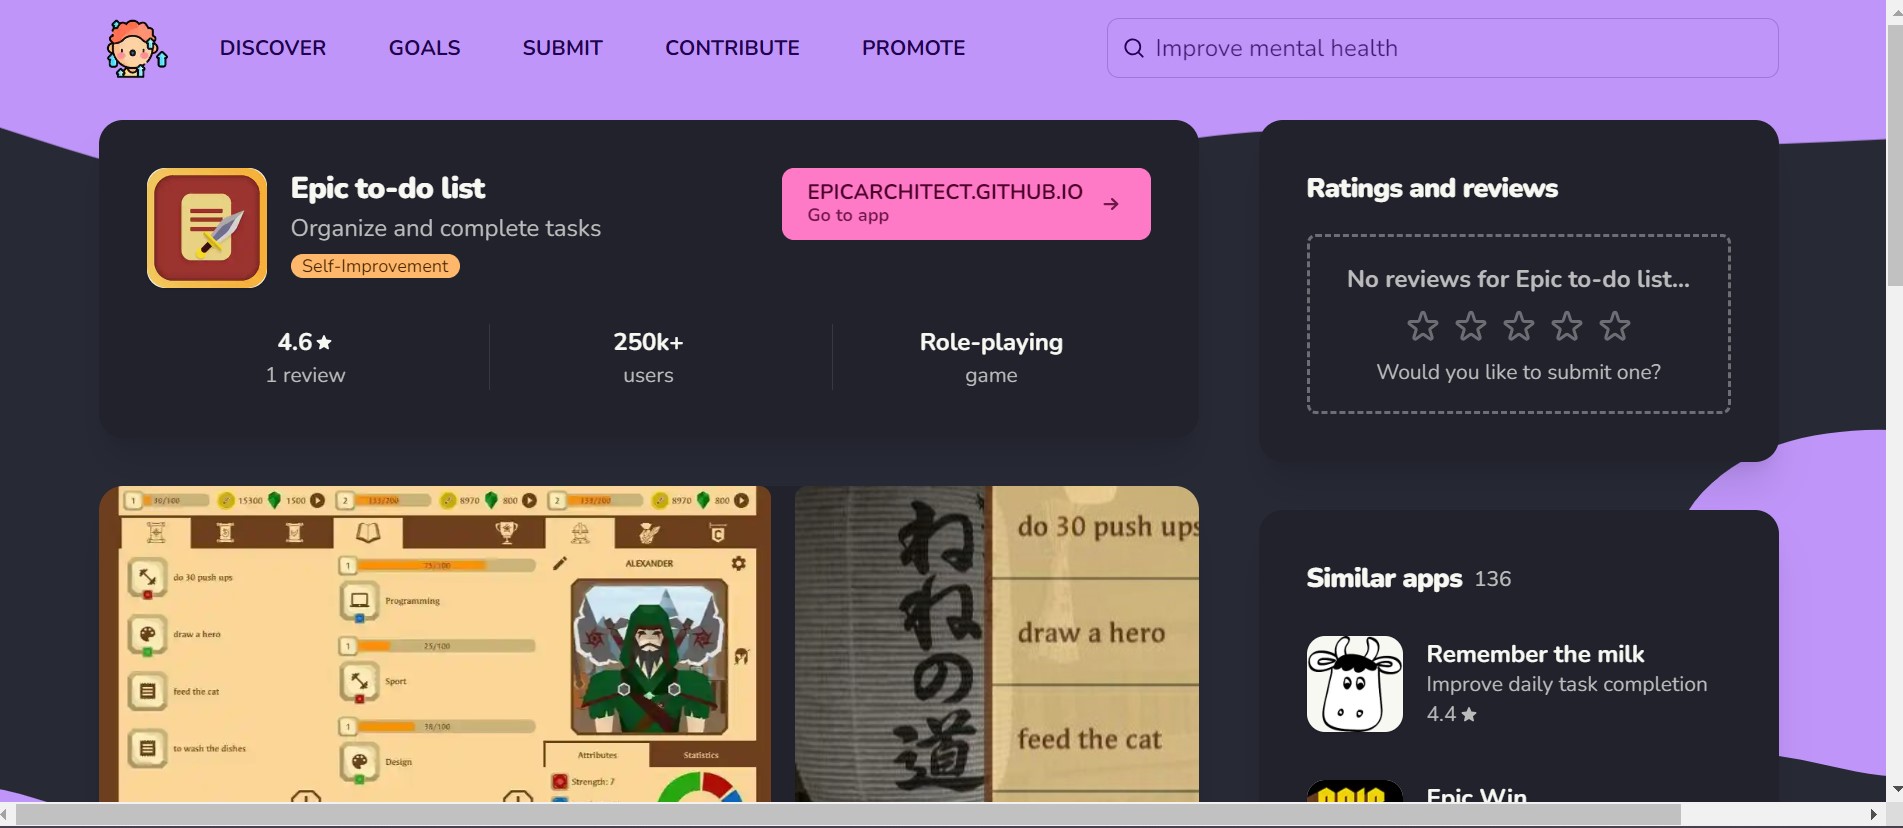 DISCOVER
GOALS
SUBMIT
CONTRIBUTE
PROMOTE
Improve mental health
Epic to-do list
Organize and complete tasks
Self-Improvement
EPICARCHITECT.GITHUB.IO
Go to app
4.6
1 review
250k+
users
Role-playing
game
Ratings and reviews
No reviews for Epic to-do list...
Would you like to submit one?
1 30/100 15300 1500
2 133/200 8970 800
2 133/200 8970 800
do 30 push ups
draw a hero
feed the cat
to wash the dishes
1 75/100
Programming
1 25/100
Sport
1 38/100
Design
ALEXANDER
Attributes
Statistics
Strength: 7
わ
ね
の
道
do 30 push ups
draw a hero
feed the cat
Similar apps 136
Remember the milk
Improve daily task completion
4.4
Epic Win